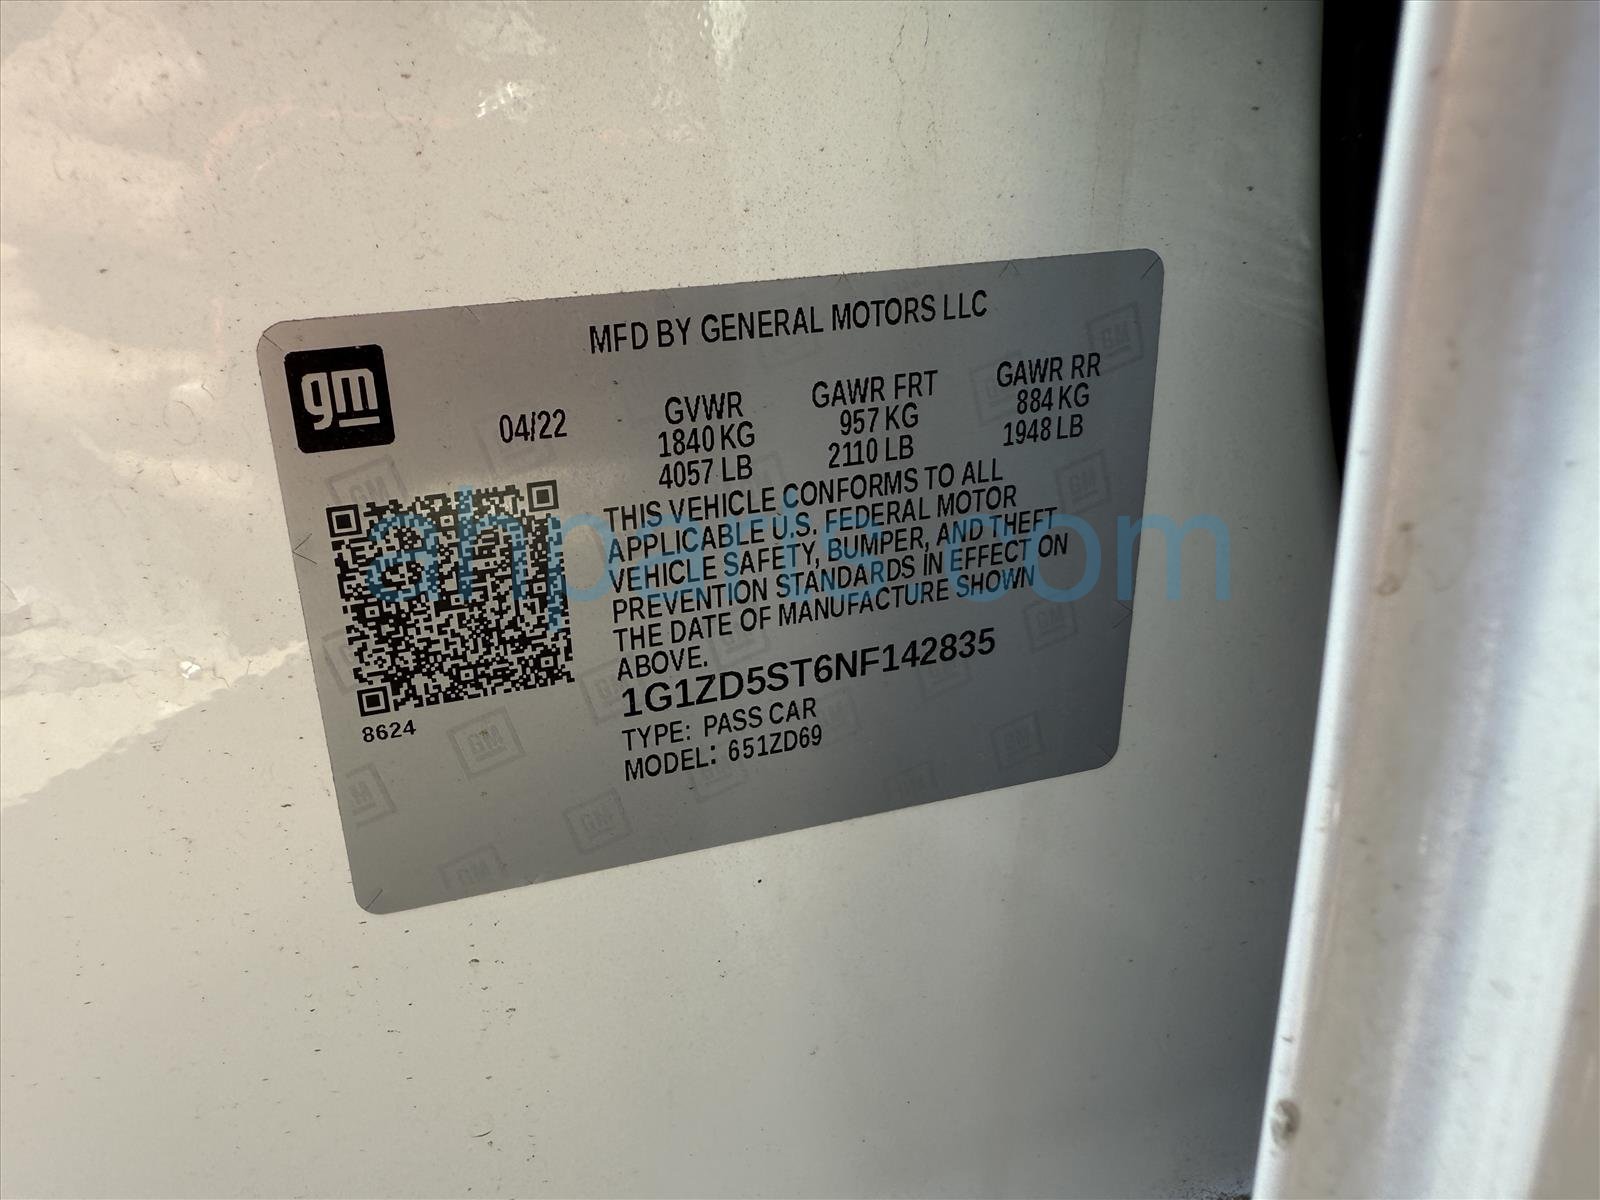 MFD BY GENERAL MOTORS LLC
gm
04/22
GVWR
1840 KG
4057 LB
GAWR FRT
957 KG
2110 LB
GAWR RR
884 KG
1948 LB
THIS VEHICLE CONFORMS TO ALL
APPLICABLE U.S. FEDERAL MOTOR
VEHICLE SAFETY, BUMPER, AND THEFT
PREVENTION STANDARDS IN EFFECT ON
THE DATE OF MANUFACTURE SHOWN
ABOVE.
1G1ZD5ST6NF142835
TYPE: PASS CAR
MODEL: 651ZD69
8624
ahparts.com